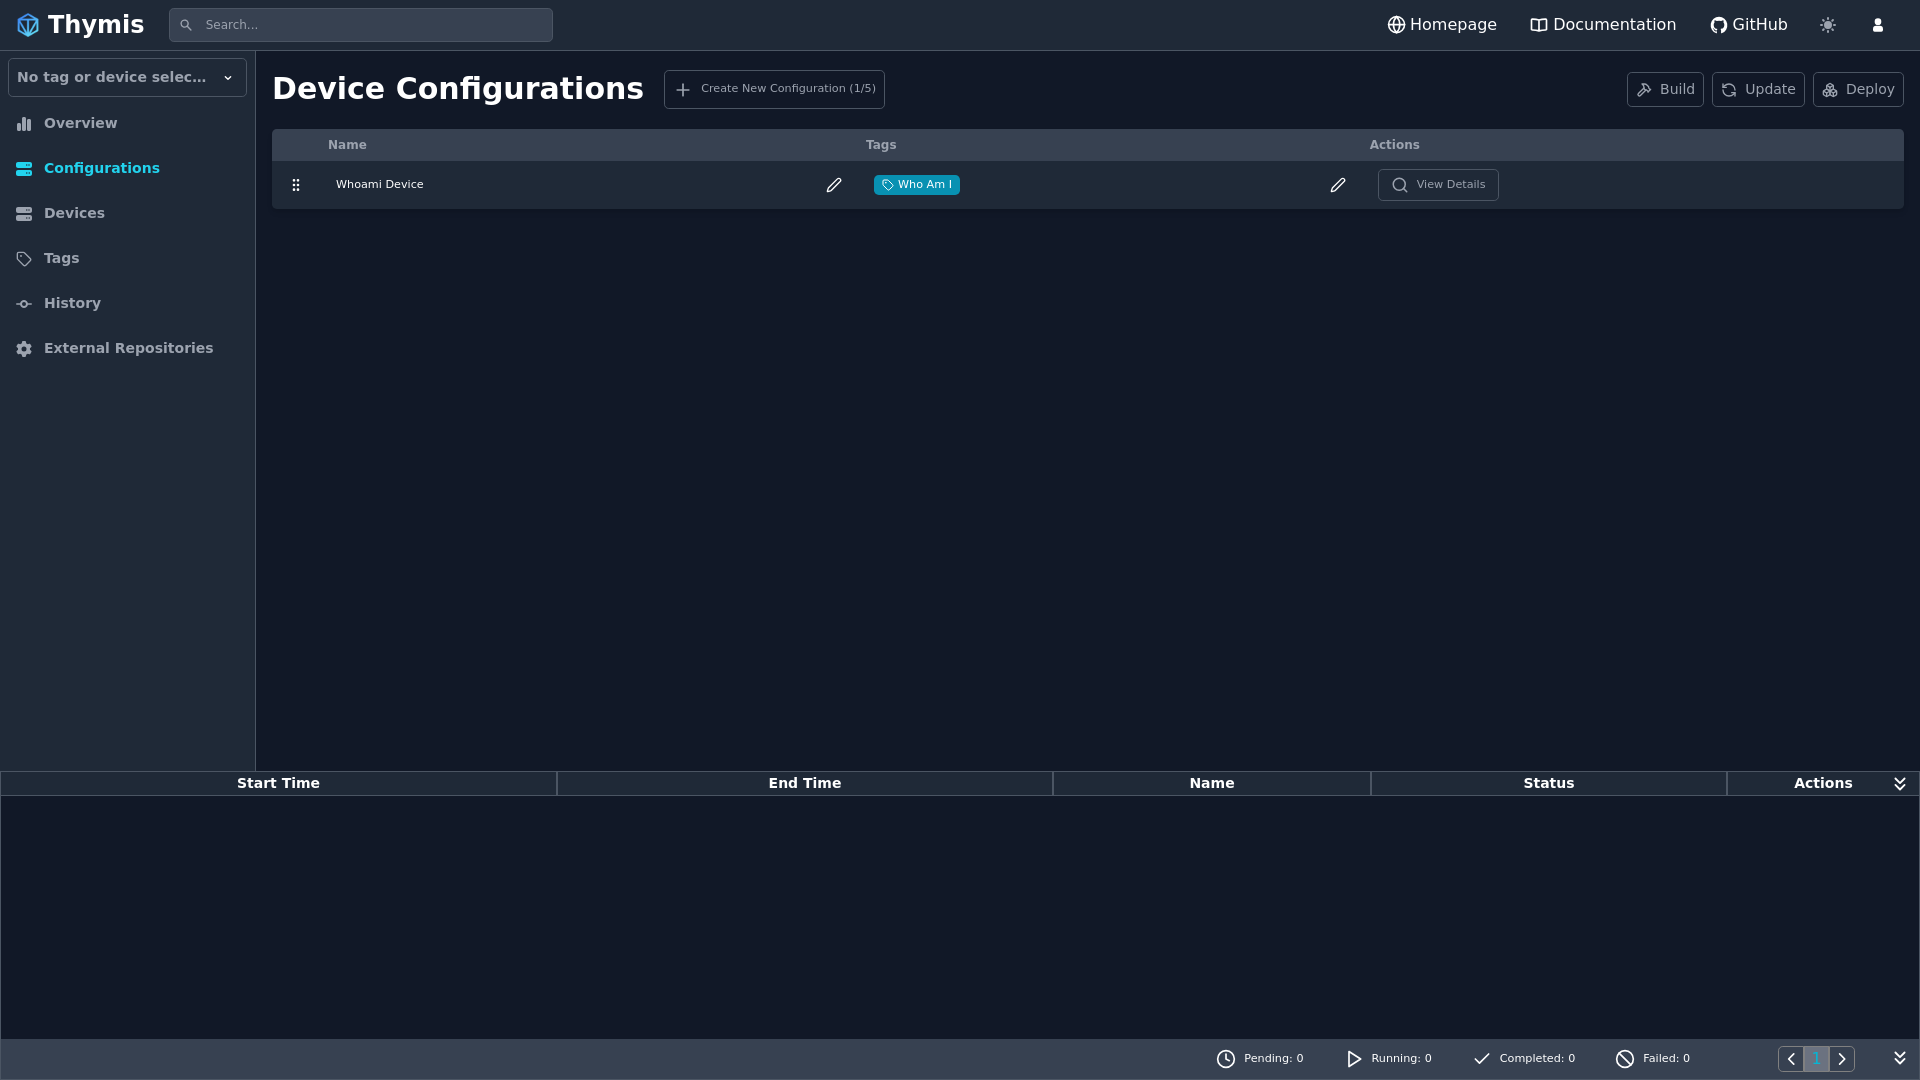 Thymis
Search...
Homepage
Documentation
GitHub
No tag or device selec...
Overview
Configurations
Devices
Tags
History
External Repositories
Device Configurations
Create New Configuration (1/5)
Build
Update
Deploy
Name Tags Actions
Whoami Device Who Am I View Details
Start Time End Time Name Status Actions
Pending: 0 Running: 0 Completed: 0 Failed: 0 1